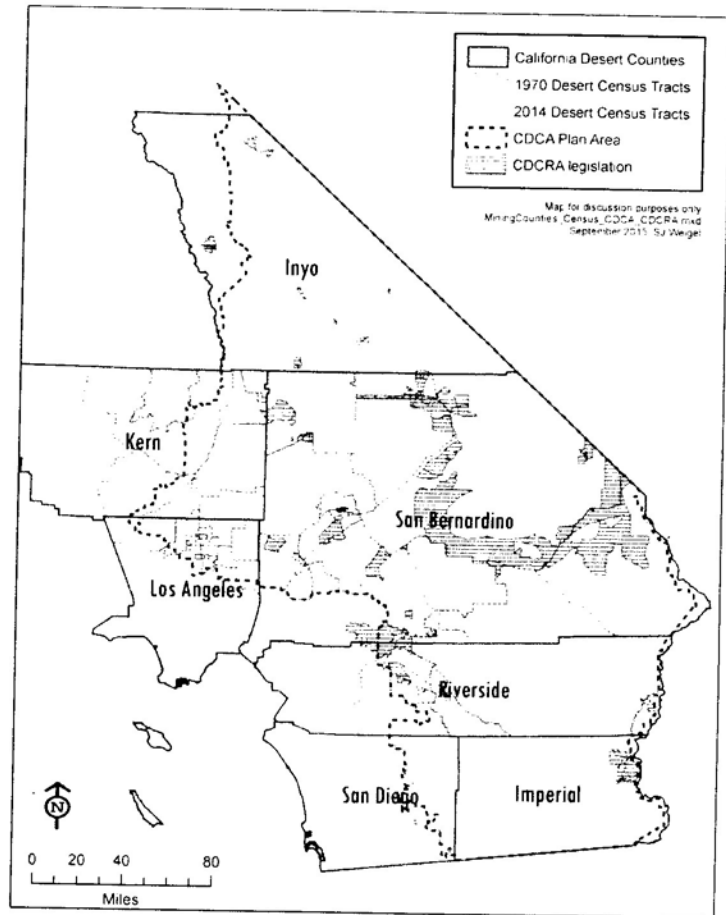 California Desert Counties
1970 Desert Census Tracts
2014 Desert Census Tracts
CDCA Plan Area
CDCRA legislation
Map for discussion purposes only
MiningCounties_Census_CDCA_CDCRA.mxd
September 2015 SJ Weigel
Inyo
Kern
San Bernardino
Los Angeles
Riverside
San Diego
Imperial
N
0 20 40 80
Miles